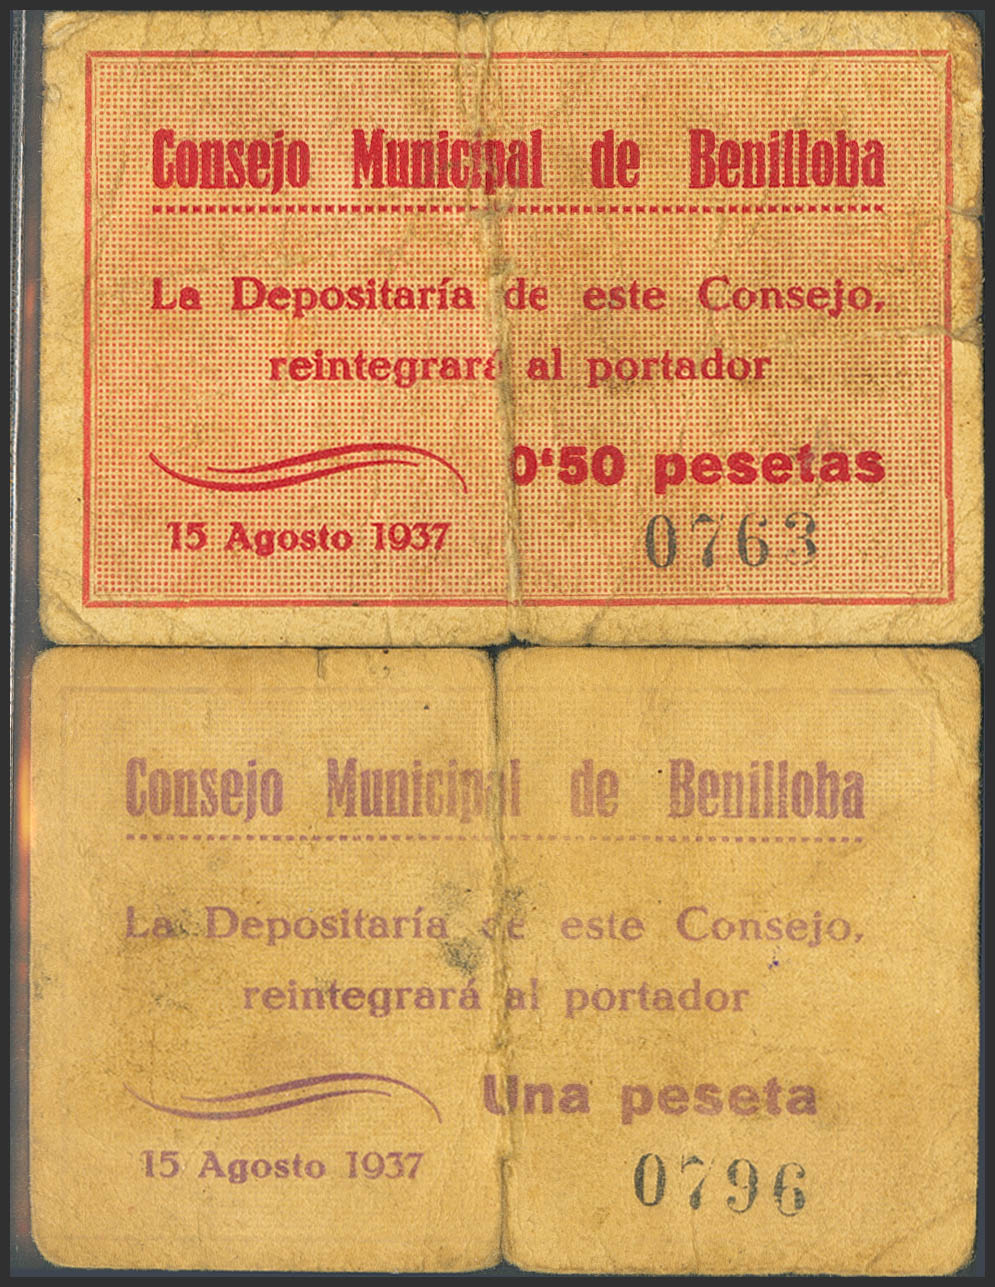 Consejo Municipal de Benilloba
La Depositaría de este Consejo,
reintegrará al portador
0'50 pesetas
15 Agosto 1937
0763
Consejo Municipal de Benilloba
La Depositaría de este Consejo,
reintegrará al portador
Una peseta
15 Agosto 1937
0796